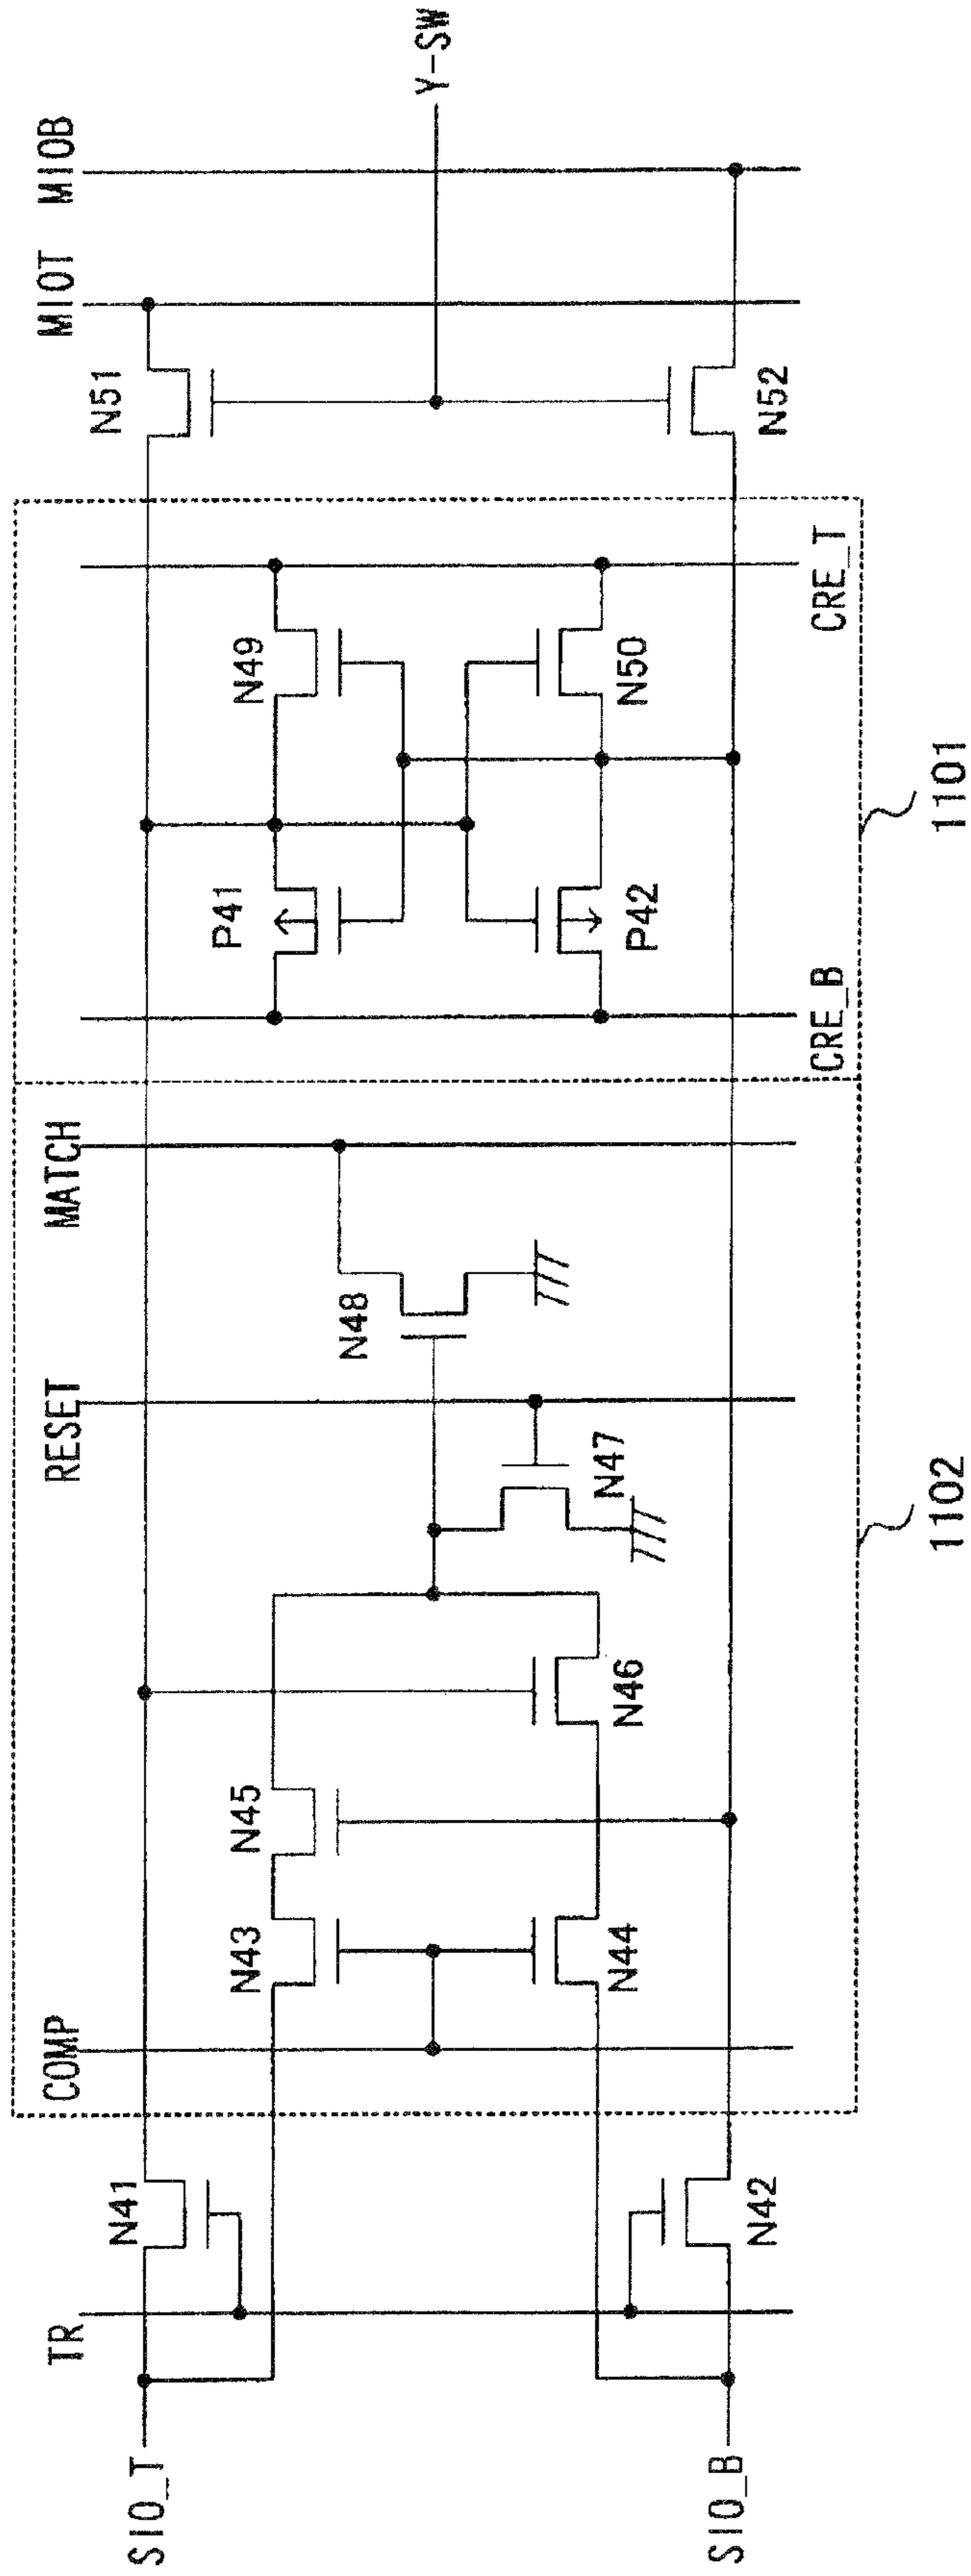 SIO_T
SIO_B
TR
N41
N42
COMP
N43
N44
N45
N46
RESET
N47
N48
MATCH
1102
CRE_B
P41
P42
N49
N50
CRE_T
1101
N51
N52
MIOT
MIOB
Y-SW